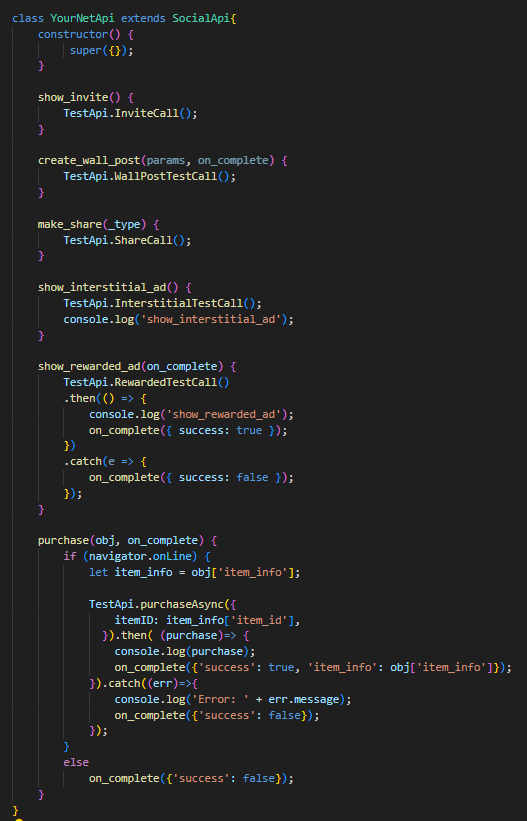 class YourNetApi extends SocialApi{
    constructor() {
        super({});
    }

    show_invite() {
        TestApi.InviteCall();
    }

    create_wall_post(params, on_complete) {
        TestApi.WallPostTestCall();
    }

    make_share(_type) {
        TestApi.ShareCall();
    }

    show_interstitial_ad() {
        TestApi.InterstitialTestCall();
        console.log('show_interstitial_ad');
    }

    show_rewarded_ad(on_complete) {
        TestApi.RewardedTestCall()
        .then(() => {
            console.log('show_rewarded_ad');
            on_complete({ success: true });
        })
        .catch(e => {
            on_complete({ success: false });
        });
    }

    purchase(obj, on_complete) {
        if (navigator.onLine) {
            let item_info = obj['item_info'];

            TestApi.purchaseAsync({
                itemID: item_info['item_id'],
              }).then( (purchase)=> {
                console.log(purchase);
                on_complete({'success': true, 'item_info': obj['item_info']});
            }).catch((err)=>{
                console.log('Error: ' + err.message);
                on_complete({'success': false});
            });
        }
        else
            on_complete({'success': false});
    }
}